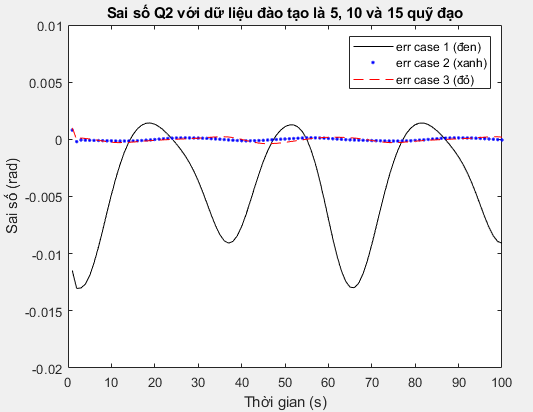 Sai số Q2 với dữ liệu đào tạo là 5, 10 và 15 quỹ đạo
err case 1 (đen)
err case 2 (xanh)
err case 3 (đỏ)
0.01
0.005
0
-0.005
-0.01
-0.015
-0.02
Sai số (rad)
0 10 20 30 40 50 60 70 80 90 100
Thời gian (s)